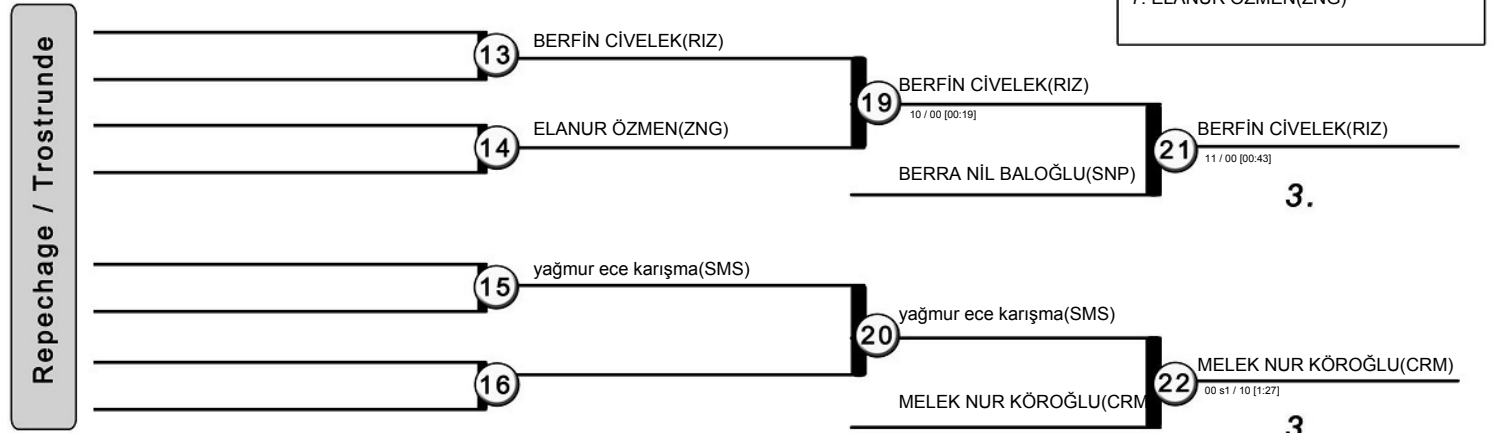 7. ELANUR ÖZMEN(ZNG)
Repechage / Trostrunde
13
BERFİN CİVELEK(RIZ)
19
BERFİN CİVELEK(RIZ)
10 / 00 [00:19]
14
ELANUR ÖZMEN(ZNG)
21
BERFİN CİVELEK(RIZ)
11 / 00 [00:43]
BERRA NİL BALOĞLU(SNP)
3.
15
yağmur ece karışma(SMS)
20
yağmur ece karışma(SMS)
16
22
MELEK NUR KÖROĞLU(CRM)
00 s1 / 10 [1:27]
MELEK NUR KÖROĞLU(CRM
3